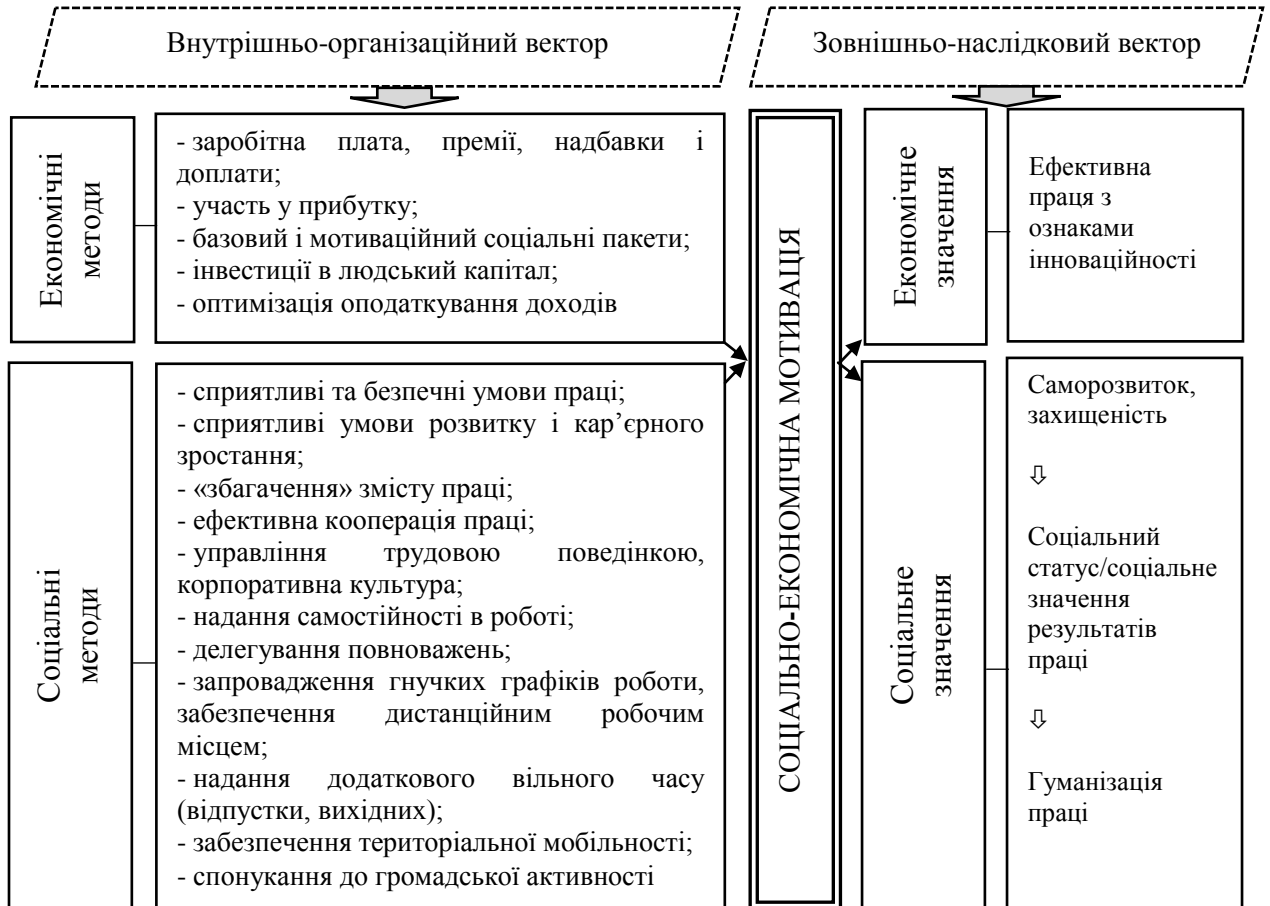 Внутрішньо-організаційний вектор
Зовнішньо-наслідковий вектор
Економічні
методи
- заробітна плата, премії, надбавки і
доплати;
- участь у прибутку;
- базовий і мотиваційний соціальні пакети;
- інвестиції в людський капітал;
- оптимізація оподаткування доходів
Соціальні
методи
- сприятливі та безпечні умови праці;
- сприятливі умови розвитку і кар’єрного
зростання;
- «збагачення» змісту праці;
- ефективна кооперація праці;
- управління трудовою поведінкою,
корпоративна культура;
- надання самостійності в роботі;
- делегування повноважень;
- запровадження гнучких графіків роботи,
забезпечення дистанційним робочим
місцем;
- надання додаткового вільного часу
(відпустки, вихідних);
- забезпечення територіальної мобільності;
- спонукання до громадської активності
СОЦІАЛЬНО-ЕКОНОМІЧНА МОТИВАЦІЯ
Економічне
значення
Ефективна
праця з
ознаками
інноваційності
Соціальне
значення
Саморозвиток,
захищеність
⇩
Соціальний
статус/соціальне
значення
результатів
праці
⇩
Гуманізація
праці